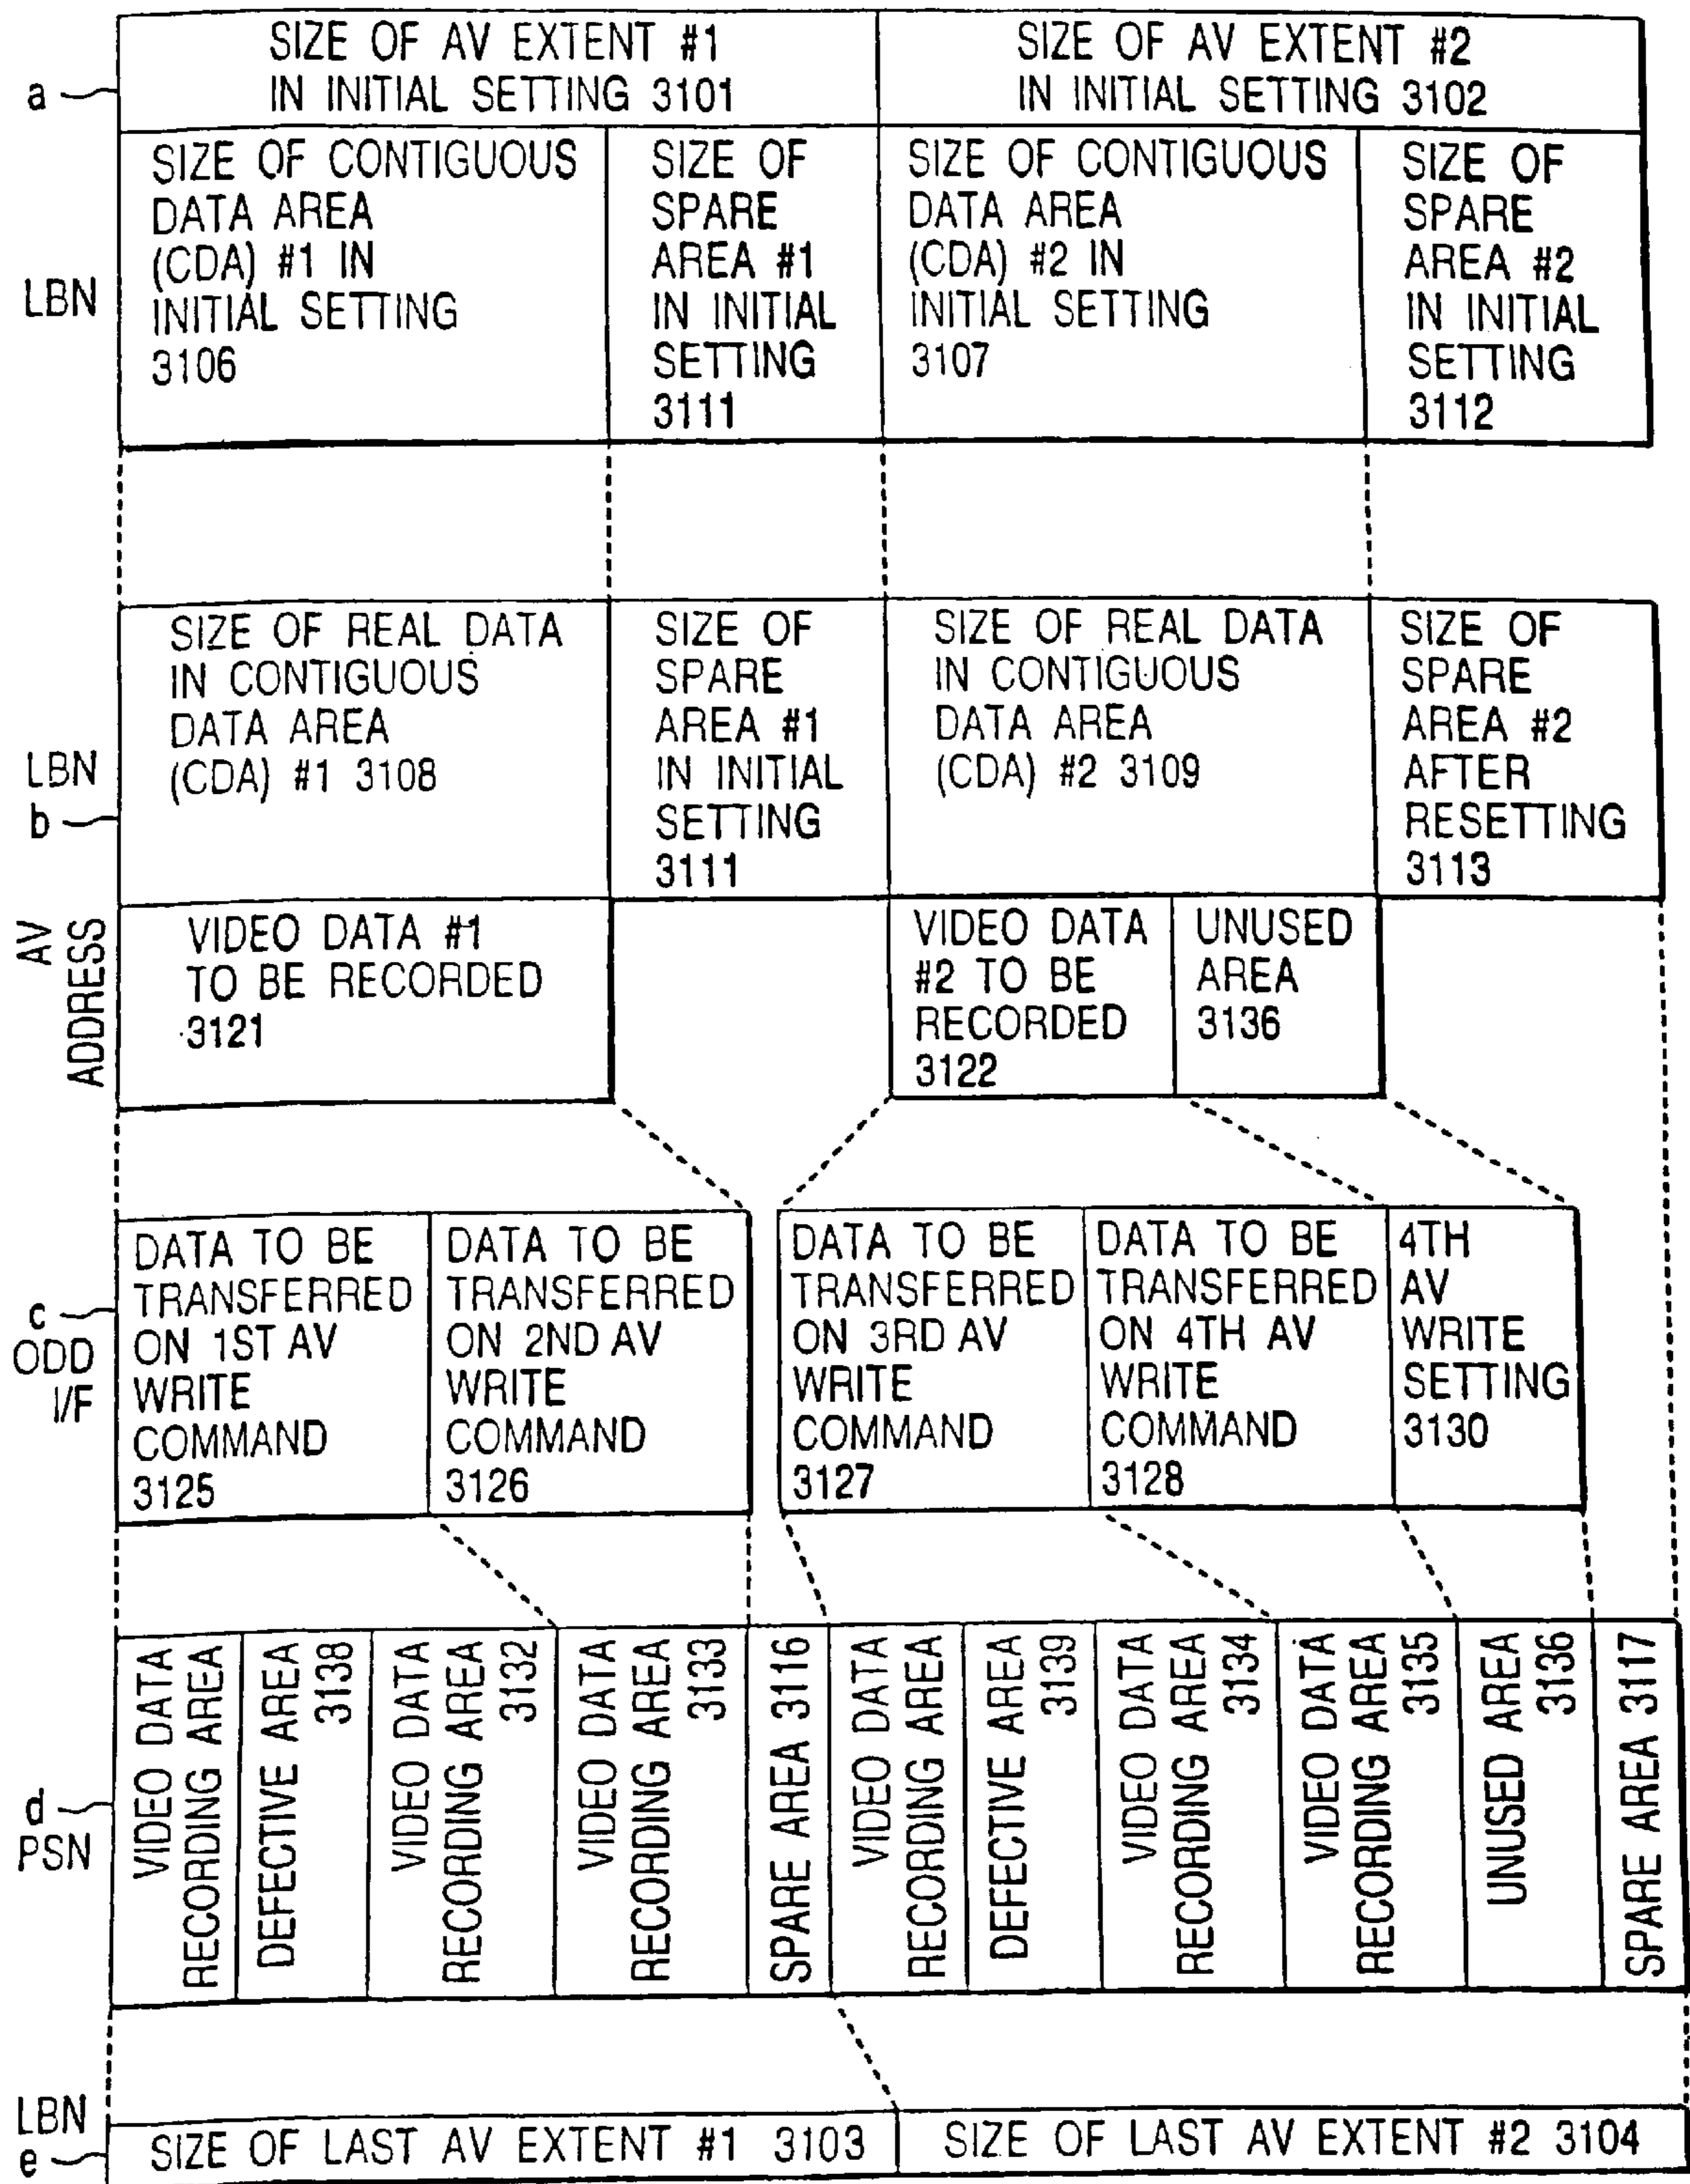 a
SIZE OF AV EXTENT #1
IN INITIAL SETTING 3101
SIZE OF AV EXTENT #2
IN INITIAL SETTING 3102
LBN
SIZE OF CONTIGUOUS
DATA AREA
(CDA) #1 IN
INITIAL SETTING
3106
SIZE OF
SPARE
AREA #1
IN INITIAL
SETTING
3111
SIZE OF CONTIGUOUS
DATA AREA
(CDA) #2 IN
INITIAL SETTING
3107
SIZE OF
SPARE
AREA #2
IN INITIAL
SETTING
3112
LBN
b
SIZE OF REAL DATA
IN CONTIGUOUS
DATA AREA
(CDA) #1 3108
SIZE OF
SPARE
AREA #1
IN INITIAL
SETTING
3111
SIZE OF REAL DATA
IN CONTIGUOUS
DATA AREA
(CDA) #2 3109
SIZE OF
SPARE
AREA #2
AFTER
RESETTING
3113
AV
ADDRESS
VIDEO DATA #1
TO BE RECORDED
3121
VIDEO DATA
#2 TO BE
RECORDED
3122
UNUSED
AREA
3136
c
ODD
I/F
DATA TO BE
TRANSFERRED
ON 1ST AV
WRITE
COMMAND
3125
DATA TO BE
TRANSFERRED
ON 2ND AV
WRITE
COMMAND
3126
DATA TO BE
TRANSFERRED
ON 3RD AV
WRITE
COMMAND
3127
DATA TO BE
TRANSFERRED
ON 4TH AV
WRITE
COMMAND
3128
4TH
AV
WRITE
SETTING
3130
d
PSN
VIDEO DATA
RECORDING AREA
DEFECTIVE AREA
3138
VIDEO DATA
RECORDING AREA
3132
VIDEO DATA
RECORDING AREA
3133
SPARE AREA 3116
VIDEO DATA
RECORDING AREA
DEFECTIVE AREA
3139
VIDEO DATA
RECORDING AREA
3134
VIDEO DATA
RECORDING AREA
3135
UNUSED AREA
3136
SPARE AREA 3117
LBN
e
SIZE OF LAST AV EXTENT #1 3103
SIZE OF LAST AV EXTENT #2 3104